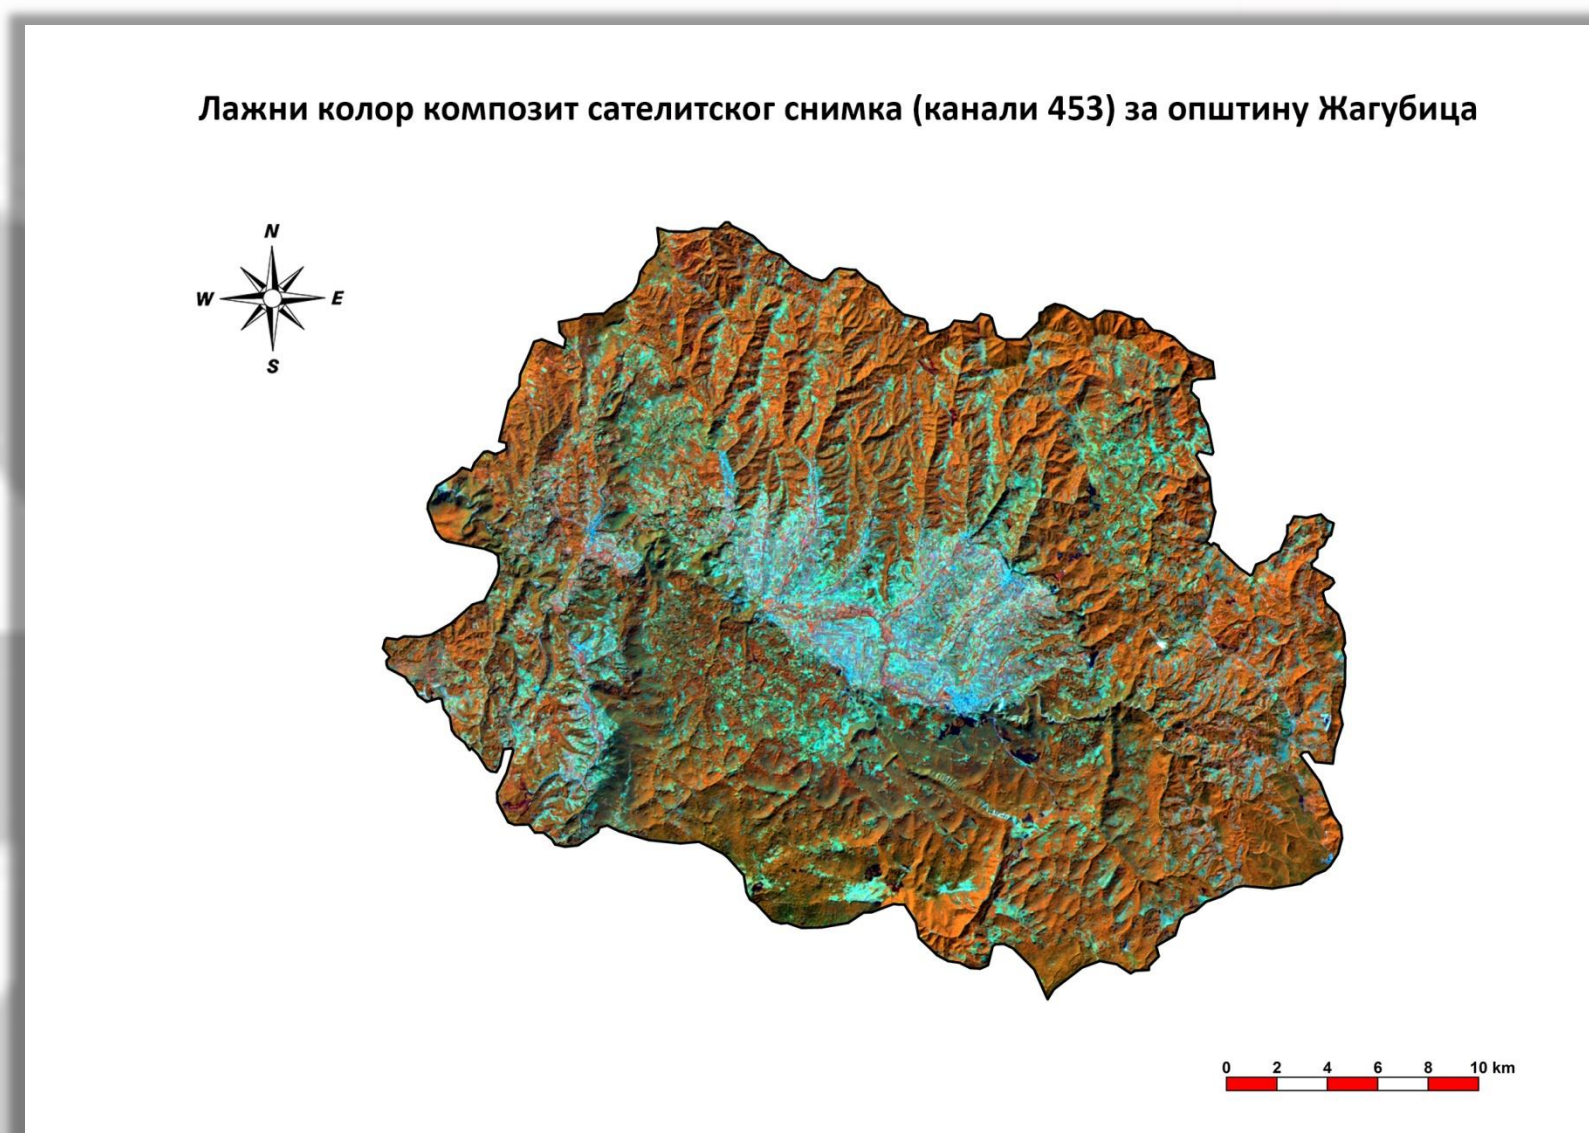 Лажни колор композит сателитског снимка (канали 453) за општину Жагубица
N
W E
S
0 2 4 6 8 10 km